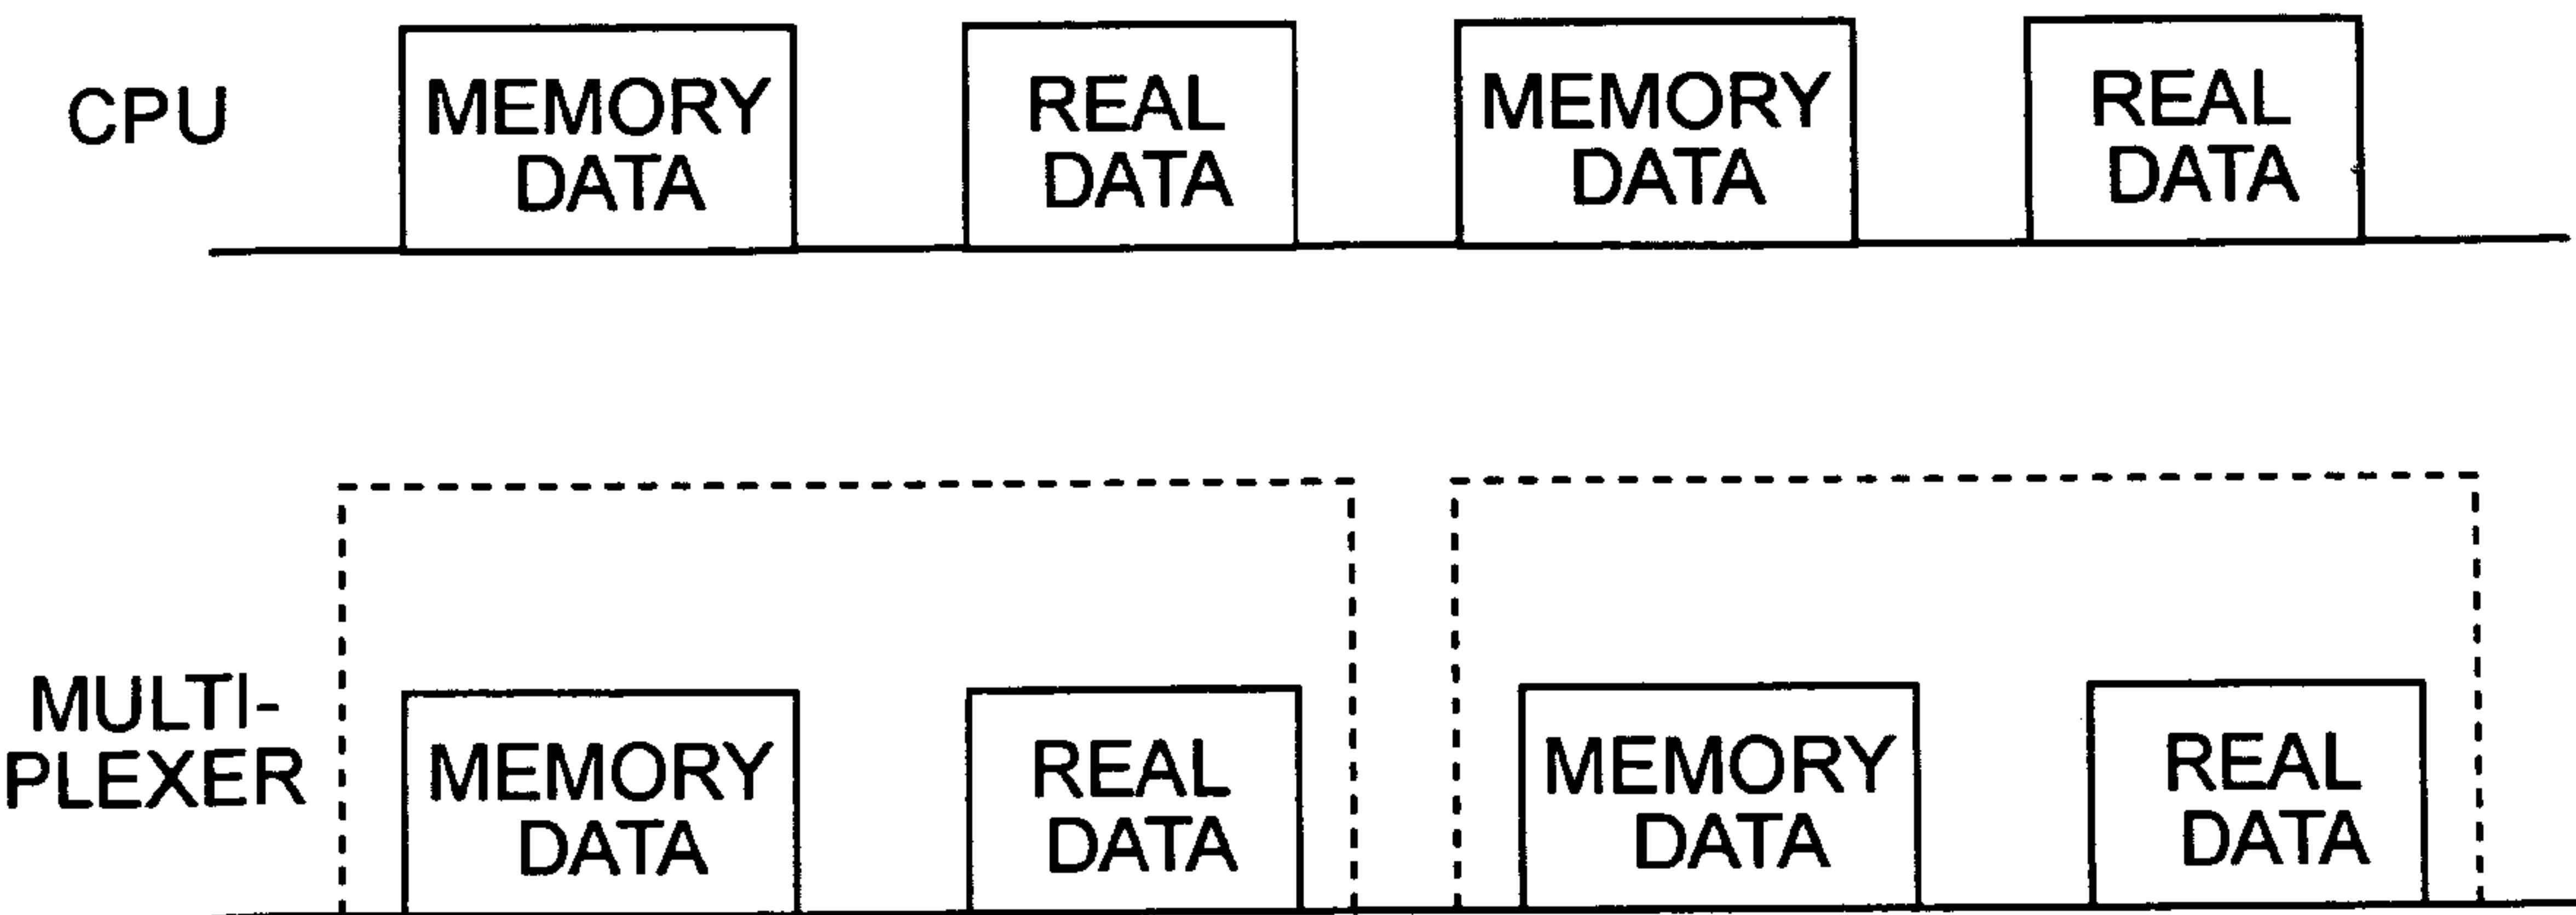 CPU
MEMORY
DATA
REAL
DATA
MEMORY
DATA
REAL
DATA
MULTI-
PLEXER
MEMORY
DATA
REAL
DATA
MEMORY
DATA
REAL
DATA